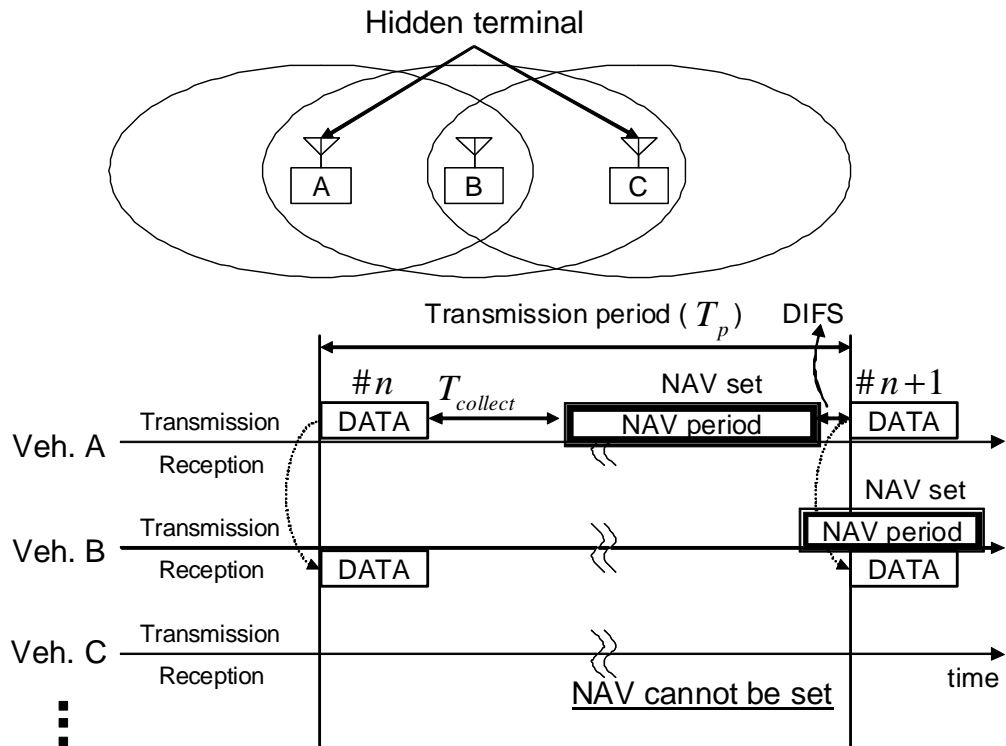 Hidden terminal
A
B
C
Transmission period ( T_p )
DIFS
#n
T_collect
NAV set
#n+1
Transmission
DATA
NAV period
DATA
Veh. A
Reception
NAV set
Transmission
NAV period
Veh. B
Reception
DATA
DATA
Transmission
Veh. C
Reception
time
NAV cannot be set